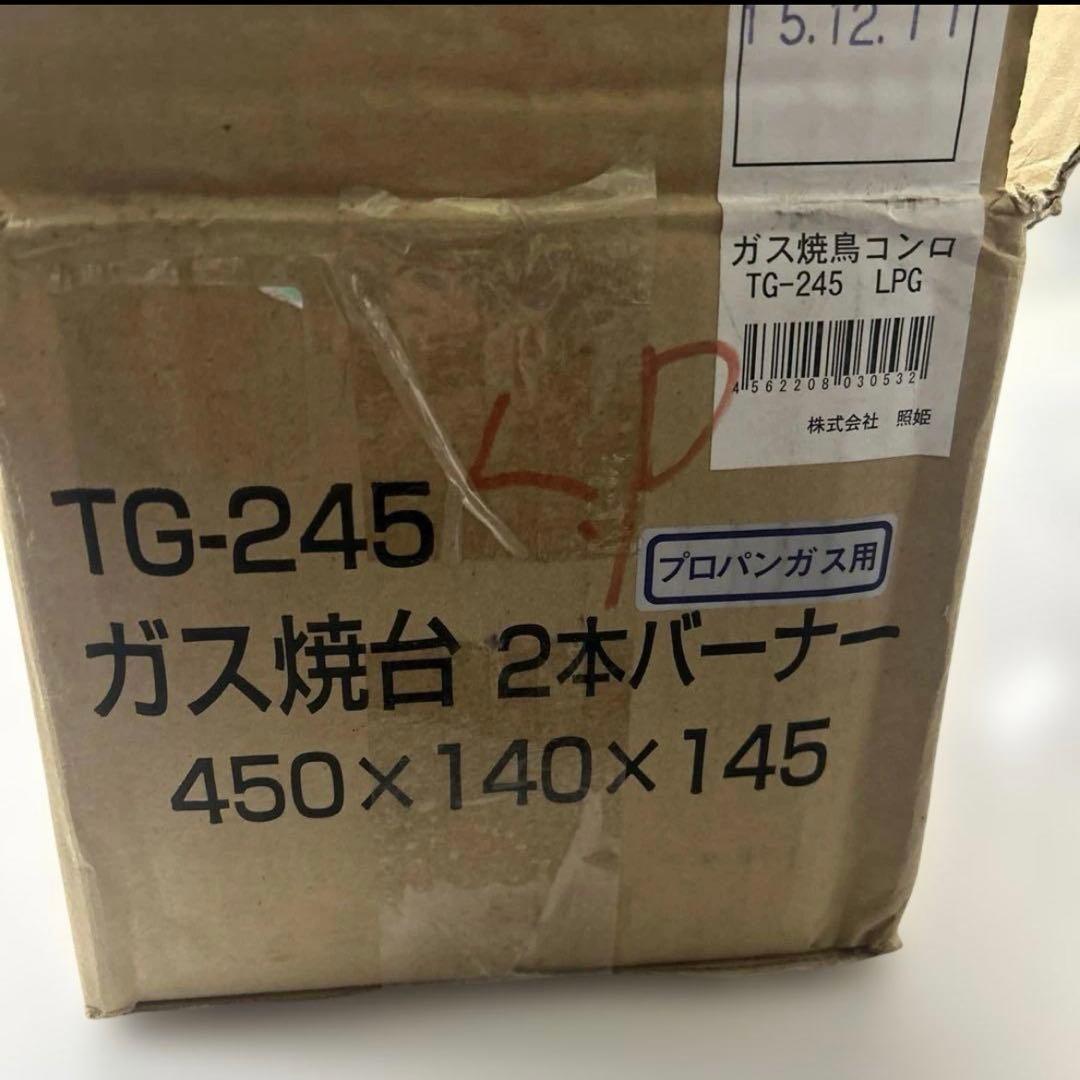 15.12.11
ガス焼鳥コンロ
TG-245 LPG
4562208030532
株式会社 照姫
LP
TG-245
プロパンガス用
ガス焼台 2本バーナー
450×140×145